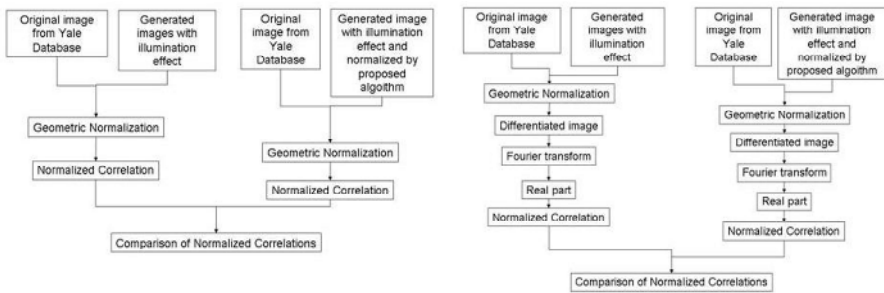 Original image
from Yale
Database
Generated
images with
illumination
effect
Original
image from
Yale
Database
Generated image
with illumination
effect and
normalized by
proposed
algoithm
Geometric Normalization
Normalized Correlation
Geometric Normalization
Normalized Correlation
Comparison of Normalized Correlations
Original image
from Yale
Database
Generated
images with
illumination
effect
Original
image from
Yale
Database
Generated image
with illumination
effect and
normalized by
proposed algorithm
Geometric Normalization
Differentiated image
Fourier transform
Real part
Normalized Correlation
Geometric Normalization
Differentiated image
Fourier transform
Real part
Normalized Correlation
Comparison of Normalized Correlations